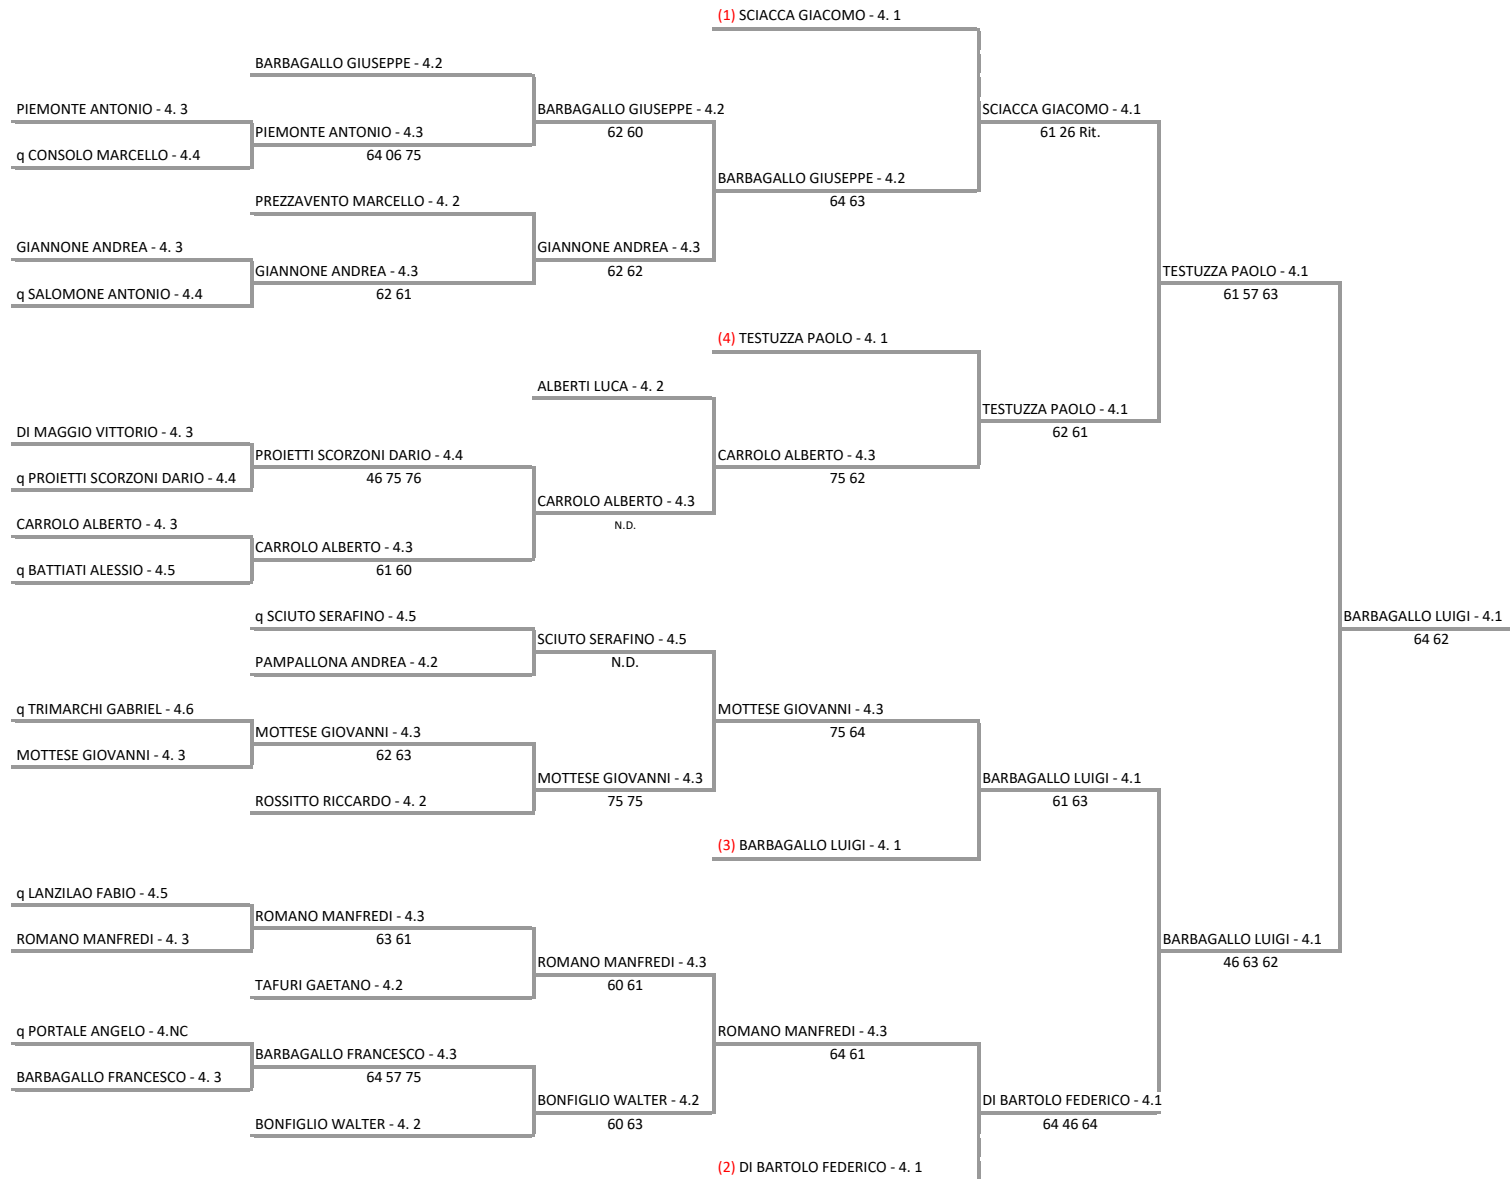 (1) SCIACCA GIACOMO - 4. 1
BARBAGALLO GIUSEPPE - 4.2
PIEMONTE ANTONIO - 4. 3
BARBAGALLO GIUSEPPE - 4.2
SCIACCA GIACOMO - 4.1
PIEMONTE ANTONIO - 4.3
62 60
61 26 Rit.
q CONSOLO MARCELLO - 4.4
64 06 75
BARBAGALLO GIUSEPPE - 4.2
PREZZAVENTO MARCELLO - 4. 2
64 63
GIANNONE ANDREA - 4. 3
GIANNONE ANDREA - 4.3
GIANNONE ANDREA - 4.3
62 62
TESTUZZA PAOLO - 4.1
q SALOMONE ANTONIO - 4.4
62 61
61 57 63
(4) TESTUZZA PAOLO - 4. 1
ALBERTI LUCA - 4. 2
TESTUZZA PAOLO - 4.1
DI MAGGIO VITTORIO - 4. 3
62 61
PROIETTI SCORZONI DARIO - 4.4
CARROLO ALBERTO - 4.3
q PROIETTI SCORZONI DARIO - 4.4
46 75 76
75 62
CARROLO ALBERTO - 4.3
CARROLO ALBERTO - 4. 3
N.D.
CARROLO ALBERTO - 4.3
q BATTIATI ALESSIO - 4.5
61 60
q SCIUTO SERAFINO - 4.5
BARBAGALLO LUIGI - 4.1
SCIUTO SERAFINO - 4.5
64 62
PAMPALLONA ANDREA - 4.2
N.D.
q TRIMARCHI GABRIEL - 4.6
MOTTESE GIOVANNI - 4.3
MOTTESE GIOVANNI - 4.3
75 64
MOTTESE GIOVANNI - 4. 3
62 63
MOTTESE GIOVANNI - 4.3
BARBAGALLO LUIGI - 4.1
ROSSITTO RICCARDO - 4. 2
75 75
61 63
(3) BARBAGALLO LUIGI - 4. 1
q LANZILAO FABIO - 4.5
ROMANO MANFREDI - 4.3
ROMANO MANFREDI - 4. 3
63 61
BARBAGALLO LUIGI - 4.1
ROMANO MANFREDI - 4.3
46 63 62
TAFURI GAETANO - 4.2
60 61
q PORTALE ANGELO - 4.NC
ROMANO MANFREDI - 4.3
BARBAGALLO FRANCESCO - 4.3
64 61
BARBAGALLO FRANCESCO - 4. 3
64 57 75
BONFIGLIO WALTER - 4.2
DI BARTOLO FEDERICO - 4.1
BONFIGLIO WALTER - 4. 2
60 63
64 46 64
(2) DI BARTOLO FEDERICO - 4. 1